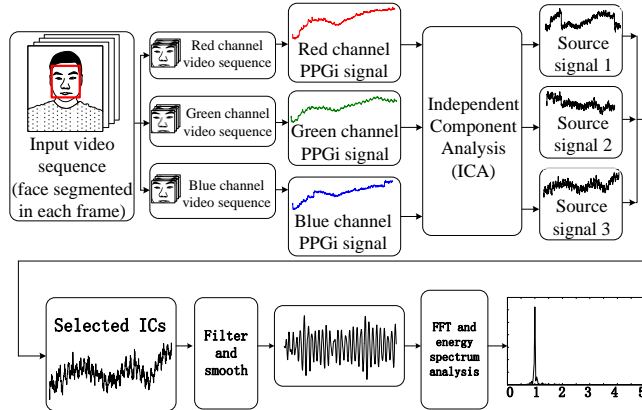 Input video
sequence
(face segmented
in each frame)
Red channel
video sequence
Green channel
video sequence
Blue channel
video sequence
Red channel
PPGi signal
Green channel
PPGi signal
Blue channel
PPGi signal
Independent
Component
Analysis
(ICA)
Source
signal 1
Source
signal 2
Source
signal 3
Selected ICs
Filter
and
smooth
FFT and
energy
spectrum
analysis
0 1 2 3 4 5